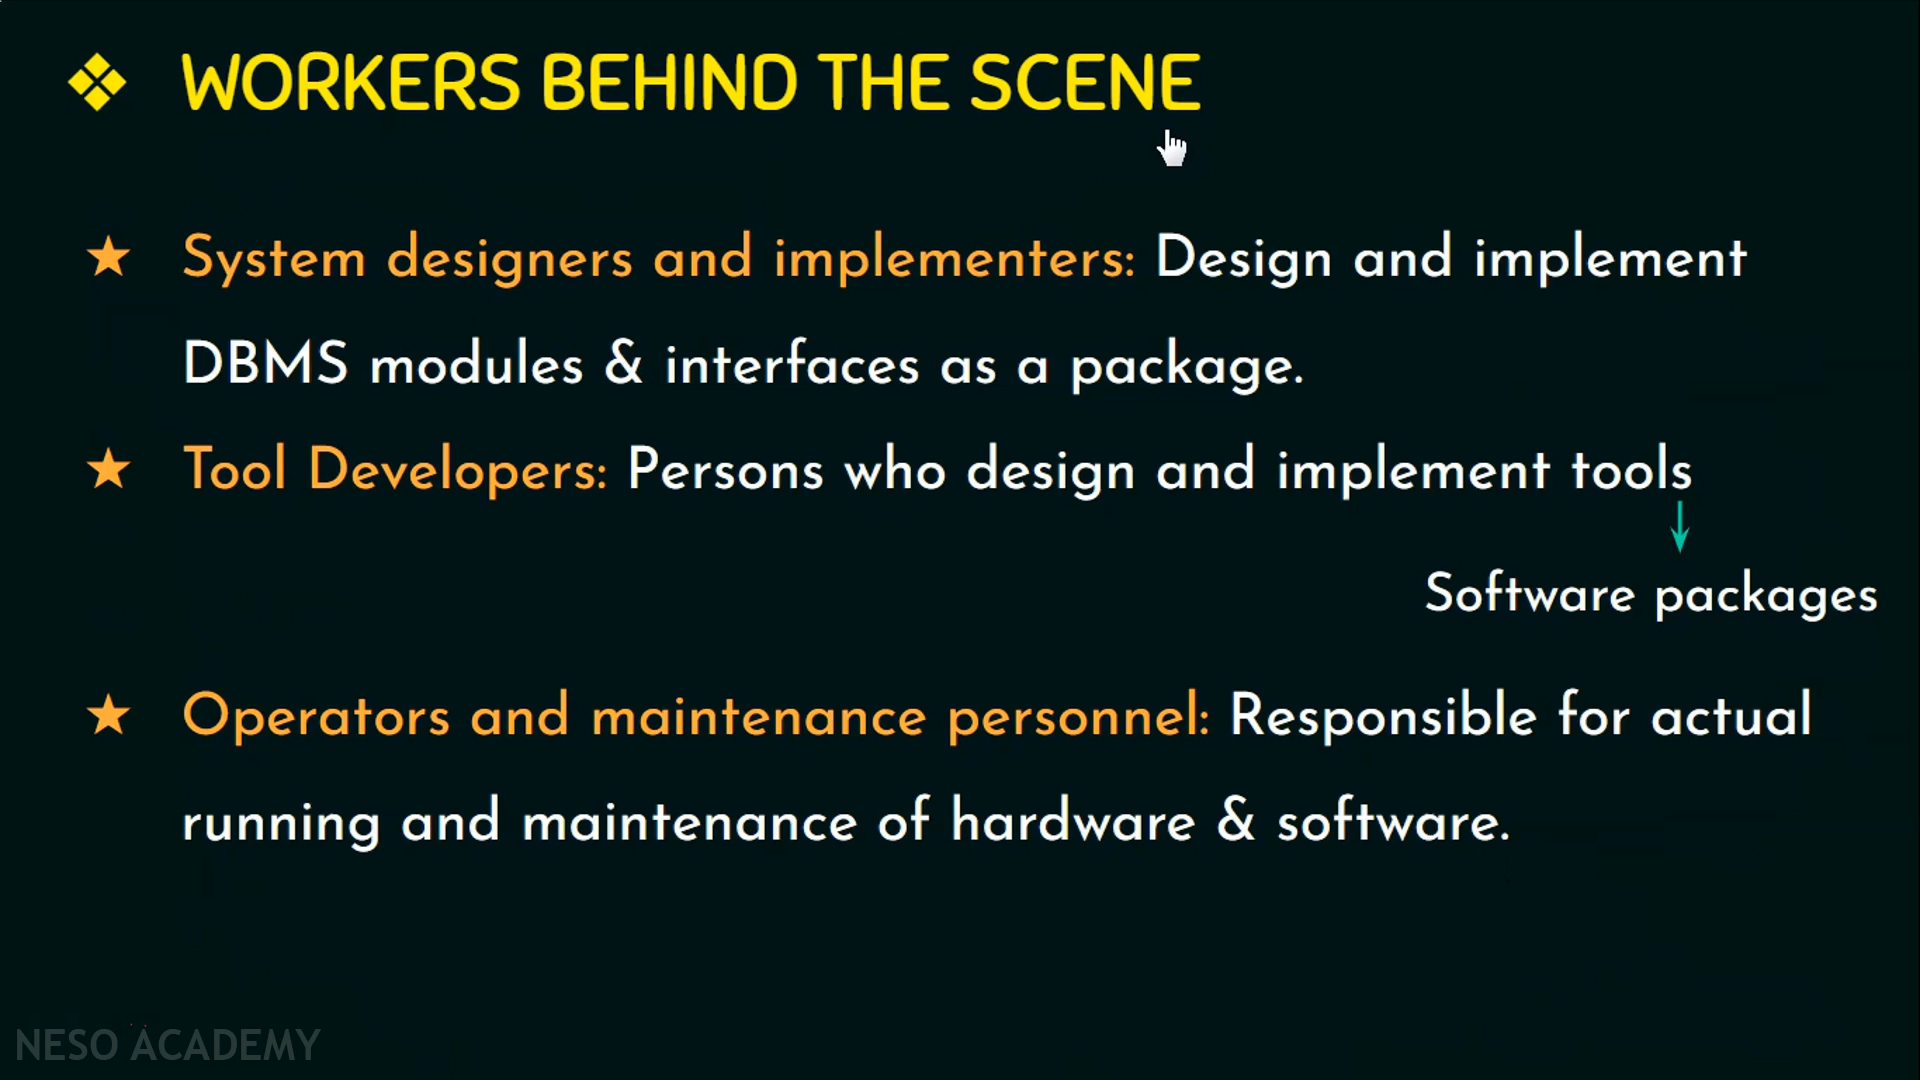 WORKERS BEHIND THE SCENE
System designers and implementers: Design and implement
DBMS modules & interfaces as a package.
Tool Developers: Persons who design and implement tools
Software packages
Operators and maintenance personnel: Responsible for actual
running and maintenance of hardware & software.
NESO ACADEMY